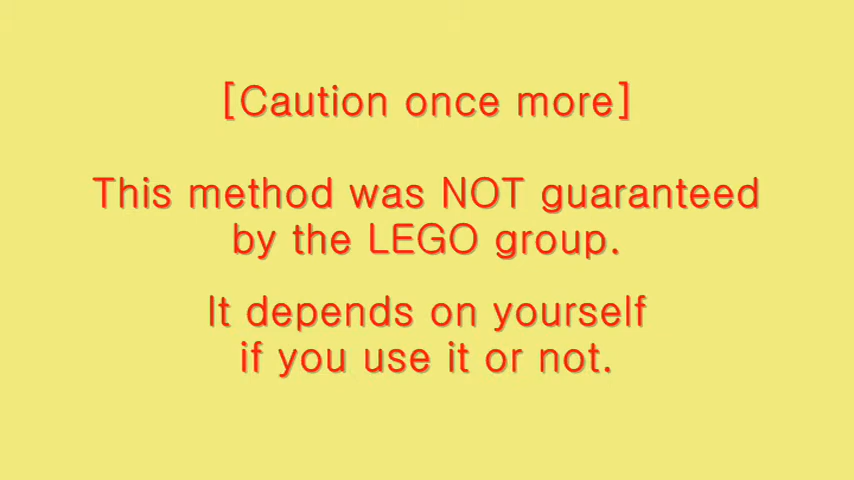 [Caution once more]
This method was NOT guaranteed
by the LEGO group.
It depends on yourself
if you use it or not.